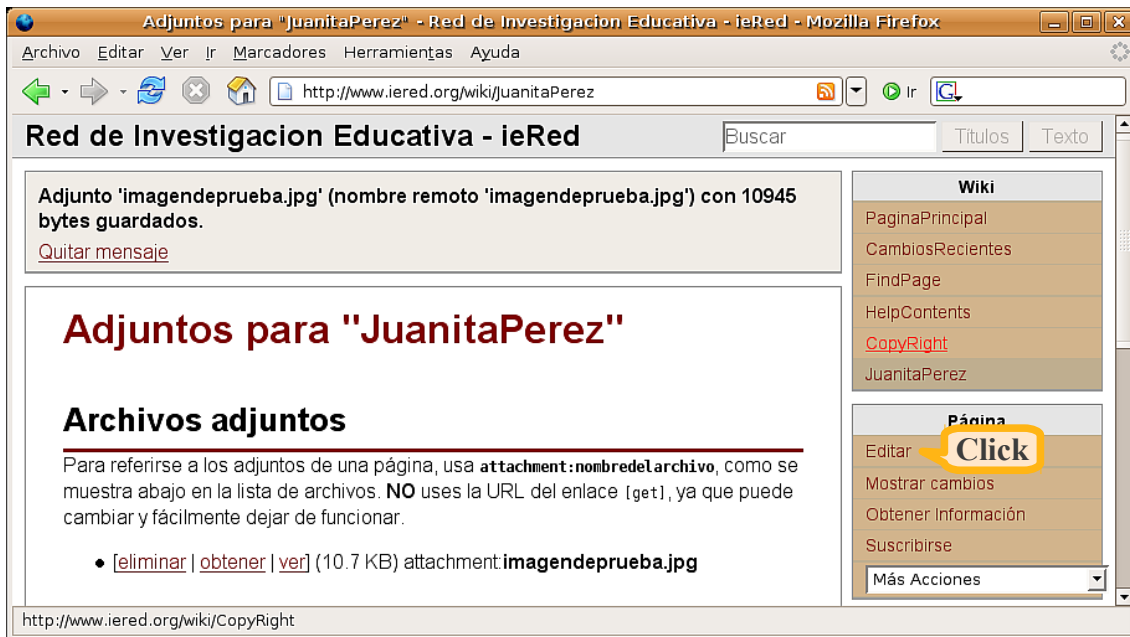 Adjuntos para "JuanitaPerez" - Red de Investigacion Educativa - ieRed - Mozilla Firefox
Archivo Editar Ver Ir Marcadores Herramientas Ayuda
http://www.iered.org/wiki/JuanitaPerez Ir G
Red de Investigacion Educativa - ieRed Buscar Títulos Texto
Adjunto 'imagendeprueba.jpg' (nombre remoto 'imagendeprueba.jpg') con 10945
bytes guardados.
Quitar mensaje
Adjuntos para "JuanitaPerez"
Archivos adjuntos
Para referirse a los adjuntos de una página, usa attachment:nombredelarchivo, como se
muestra abajo en la lista de archivos. NO uses la URL del enlace [get], ya que puede
cambiar y fácilmente dejar de funcionar.
[eliminar | obtener | ver] (10.7 KB) attachment:imagendeprueba.jpg
Wiki
PaginaPrincipal
CambiosRecientes
FindPage
HelpContents
CopyRight
JuanitaPerez
Página
Editar Click
Mostrar cambios
Obtener Información
Suscribirse
Más Acciones
http://www.iered.org/wiki/CopyRight